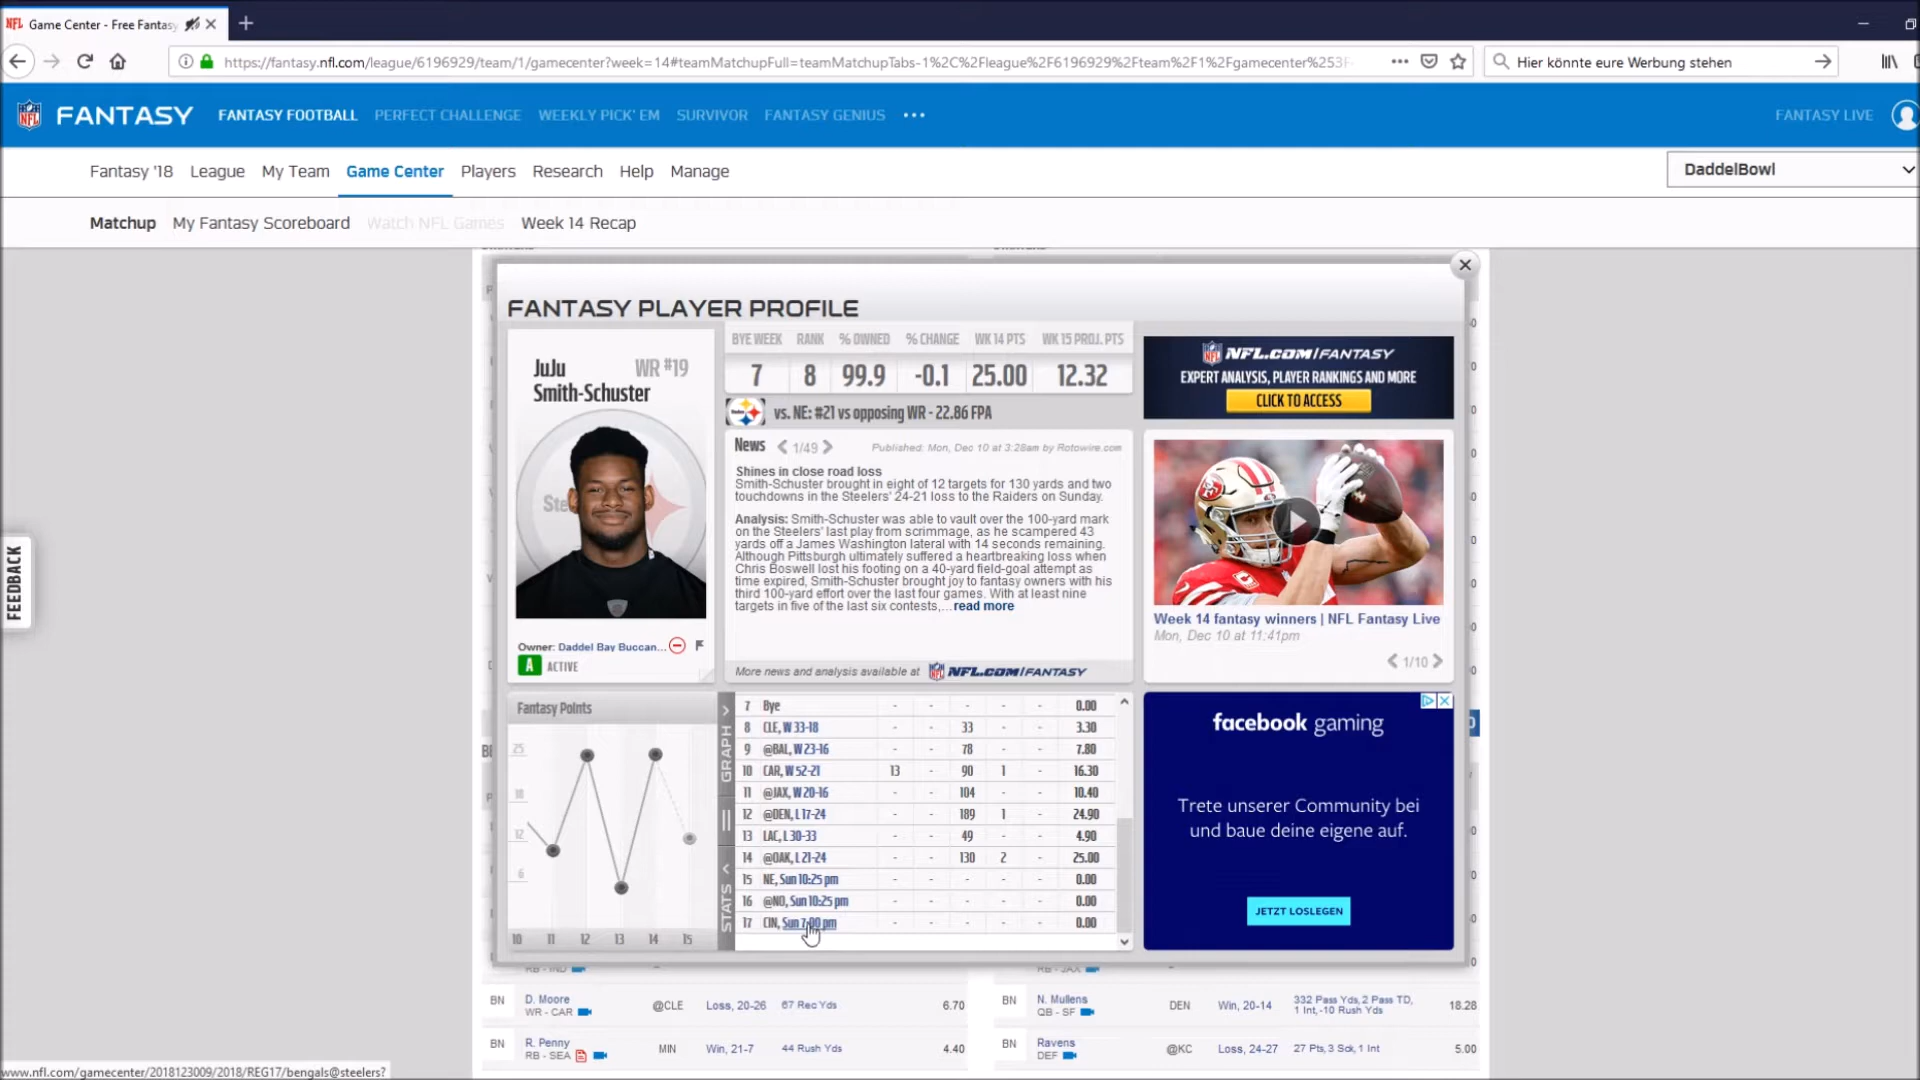 Game Center - Free Fantasy
https://fantasy.nfl.com/league/6196929/team/1/gamecenter?week=14#teamMatchupFull=teamMatchupTabs-1%2C%2Fleague%2F6196929%2Fteam%2F1%2Fgamecenter%253F
Hier könnte eure Werbung stehen
FANTASY FANTASY FOOTBALL PERFECT CHALLENGE WEEKLY PICK' EM SURVIVOR FANTASY GENIUS ••• FANTASY LIVE
Fantasy '18 League My Team Game Center Players Research Help Manage DaddelBowl
Matchup My Fantasy Scoreboard Watch NFL Games Week 14 Recap
FEEDBACK
FANTASY PLAYER PROFILE
JuJu
Smith-Schuster
WR #19
Owner: Daddel Bay Buccan...
A ACTIVE
BYE WEEK RANK % OWNED % CHANGE WK 14 PTS WK 15 PROJ. PTS
7 8 99.9 -0.1 25.00 12.32
vs. NE: #21 vs opposing WR - 22.86 FPA
News 1/49 Published: Mon, Dec 10 at 3:28am by Rotowire.com
Shines in close road loss
Smith-Schuster brought in eight of 12 targets for 130 yards and two
touchdowns in the Steelers' 24-21 loss to the Raiders on Sunday.
Analysis: Smith-Schuster was able to vault over the 100-yard mark
on the Steelers' last play from scrimmage, as he scampered 43
yards off a James Washington lateral with 14 seconds remaining.
Although Pittsburgh ultimately suffered a heartbreaking loss when
Chris Boswell lost his footing on a 40-yard field-goal attempt as
time expired, Smith-Schuster brought joy to fantasy owners with his
third 100-yard effort over the last four games. With at least nine
targets in five of the last six contests,... read more
More news and analysis available at NFL.COM/FANTASY
NFL.COM/FANTASY
EXPERT ANALYSIS, PLAYER RANKINGS AND MORE
CLICK TO ACCESS
Week 14 fantasy winners | NFL Fantasy Live
Mon, Dec 10 at 11:41pm
1/10
Fantasy Points
25
18
12
6
10 11 12 13 14 15
GRAPH
STATS
7 Bye - - - - - 0.00
8 CLE, W 33-18 - - 33 - - 3.30
9 @BAL, W 23-16 - - 78 - - 7.80
10 CAR, W 52-21 13 - 90 1 - 16.30
11 @JAX, W 20-16 - - 104 - - 10.40
12 @DEN, L 17-24 - - 189 1 - 24.90
13 LAC, L 30-33 - - 49 - - 4.90
14 @OAK, L 21-24 - - 130 2 - 25.00
15 NE, Sun 10:25 pm - - - - - 0.00
16 @NO, Sun 10:25 pm - - - - - 0.00
17 CIN, Sun 7:00 pm - - - - - 0.00
facebook gaming
Trete unserer Community bei
und baue deine eigene auf.
JETZT LOSLEGEN
RB - IND
RB - JAX
BN D. Moore @CLE Loss, 20-26 67 Rec Yds 6.70
WR - CAR
BN R. Penny MIN Win, 21-7 44 Rush Yds 4.40
RB - SEA
BN N. Mullens DEN Win, 20-14 332 Pass Yds, 2 Pass TD, 18.28
QB - SF 1 Int, -10 Rush Yds
BN Ravens @KC Loss, 24-27 27 Pts, 3 Sck, 1 Int 5.00
DEF
www.nfl.com/gamecenter/2018123009/2018/REG17/bengals@steelers?